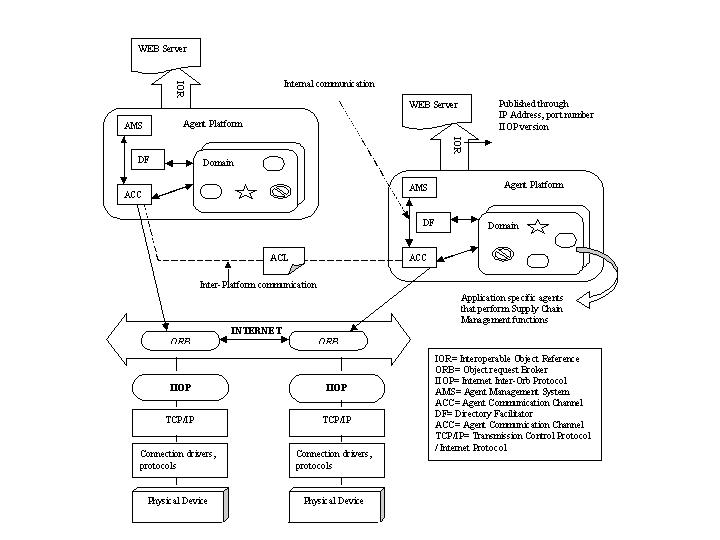 WEB Server
IOR
AMS
Agent Platform
DF
Domain
ACC
Internal communication
WEB Server
Published through
IP Address, port number
IIOP version
IOR
AMS
Agent Platform
DF
Domain
ACC
ACL
Inter-Platform communication
Application specific agents
that perform Supply Chain
Management functions
INTERNET
ORB
ORB
IIOP
IIOP
TCP/IP
TCP/IP
Connection drivers,
protocols
Connection drivers,
protocols
Physical Device
Physical Device
IOR= Interoperable Object Reference
ORB= Object request Broker
IIOP= Internet Inter-Orb Protocol
AMS= Agent Management System
ACC= Agent Communication Channel
DF= Directory Facilitator
ACC= Agent Communication Channel
TCP/IP= Transmission Control Protocol
/ Internet Protocol